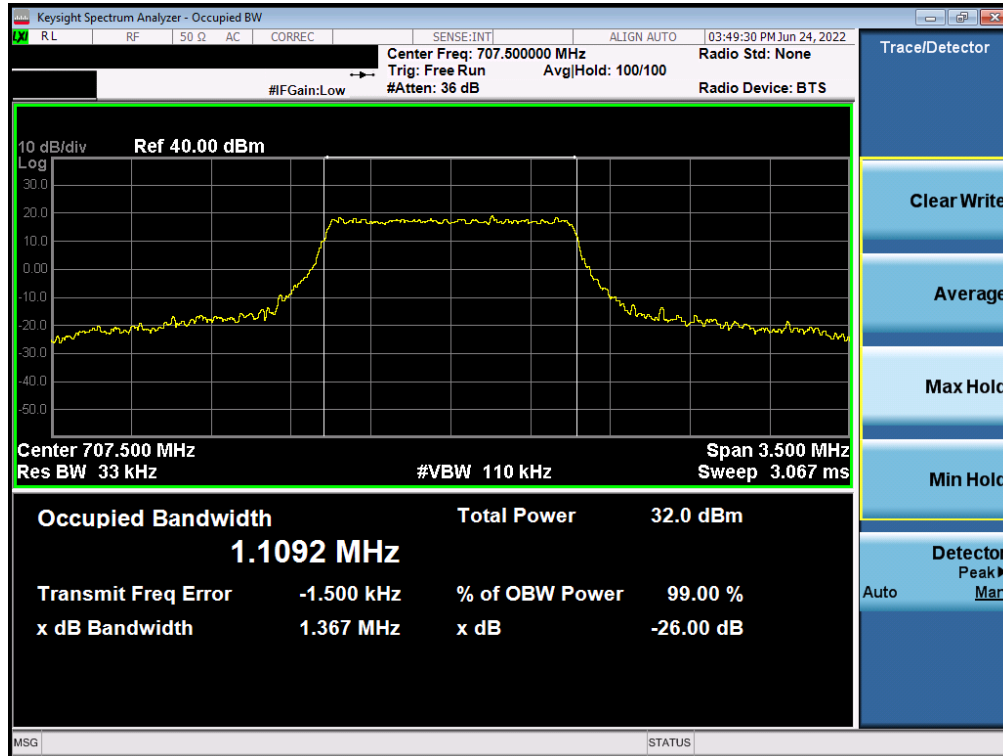 Keysight Spectrum Analyzer - Occupied BW
LXI RL RF 50 Ω AC CORREC SENSE:INT ALIGN AUTO 03:49:30 PM Jun 24, 2022
Center Freq: 707.500000 MHz Radio Std: None
Trig: Free Run Avg|Hold: 100/100
#IFGain:Low #Atten: 36 dB Radio Device: BTS
10 dB/div Ref 40.00 dBm
Log
30.0
20.0
10.0
0.00
-10.0
-20.0
-30.0
-40.0
-50.0
Center 707.500 MHz Span 3.500 MHz
Res BW 33 kHz #VBW 110 kHz Sweep 3.067 ms
Occupied Bandwidth Total Power 32.0 dBm
1.1092 MHz
Transmit Freq Error -1.500 kHz % of OBW Power 99.00 %
x dB Bandwidth 1.367 MHz x dB -26.00 dB
MSG STATUS
Trace/Detector
Clear Write
Average
Max Hold
Min Hold
Detector
Peak▶
Auto Man